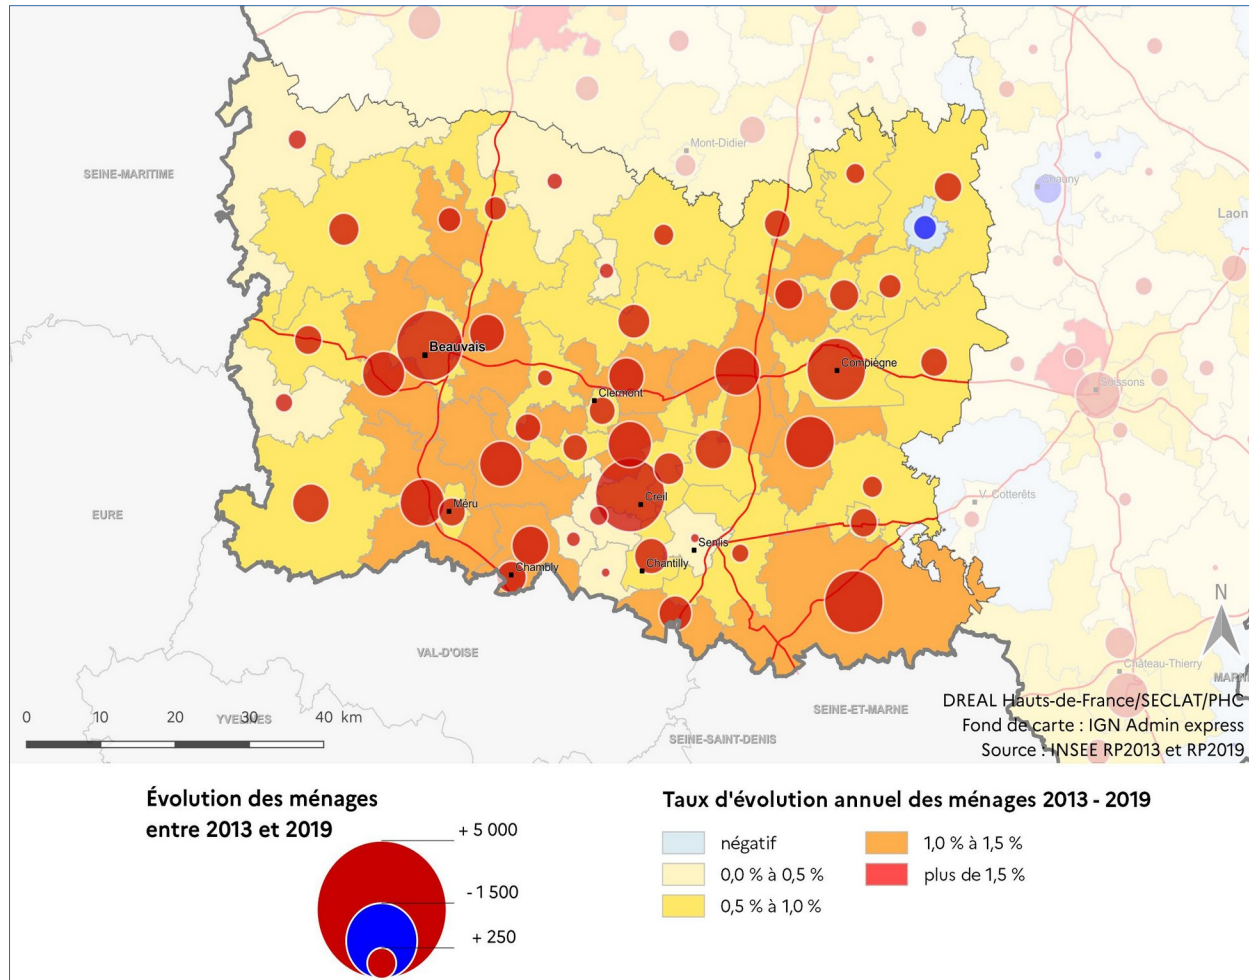 Mont-Didier
SEINE-MARITIME
Chauny
Laon
Beauvais
Compiègne
Soissons
Clermont
V. Cotterêts
Creil
Méru
EURE
Senlis
Chantilly
Chambly
N
VAL-D'OISE
Château-Thierry
MARNE
DREAL Hauts-de-France/SECLAT/PHC
SEINE-ET-MARNE
0 10 20 30 40 km
YVELINES
Fond de carte : IGN Admin express
SEINE-SAINT-DENIS
Source : INSEE RP2013 et RP2019
Évolution des ménages
entre 2013 et 2019
+ 5 000
- 1 500
+ 250
Taux d'évolution annuel des ménages 2013 - 2019
négatif
0,0 % à 0,5 %
0,5 % à 1,0 %
1,0 % à 1,5 %
plus de 1,5 %